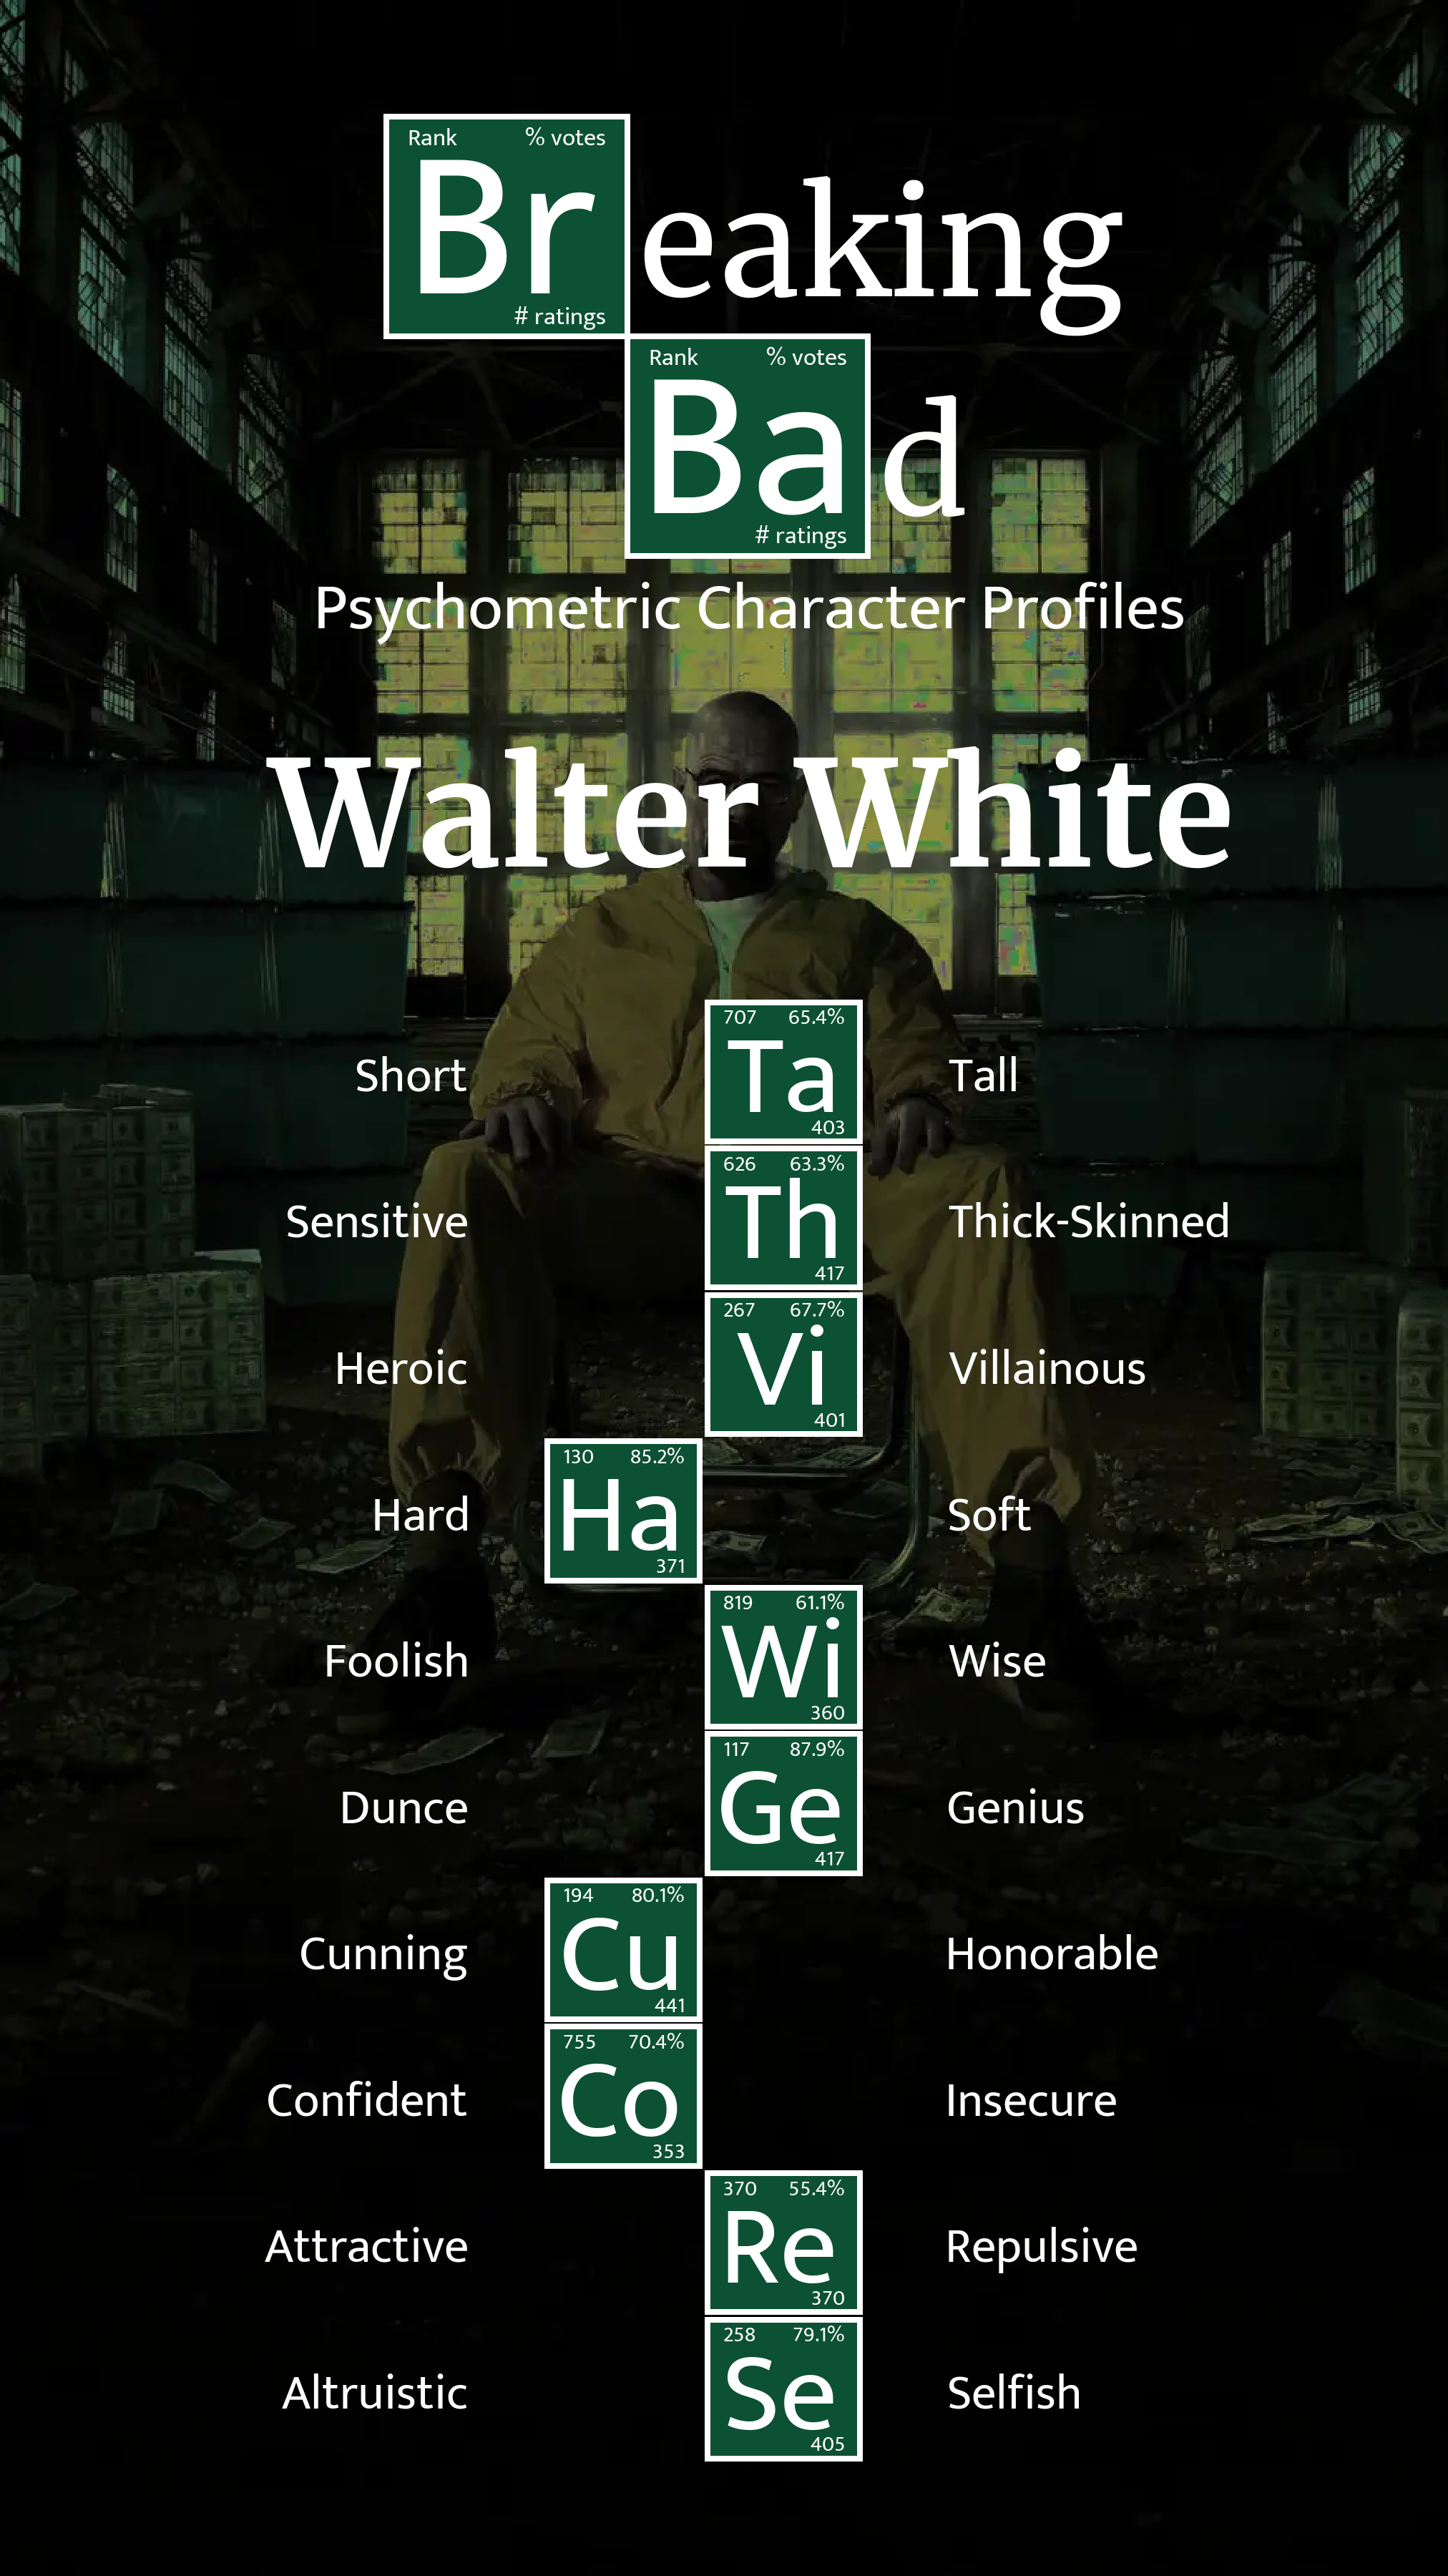 Rank % votes
Breaking
# ratings
Rank % votes
Bad
# ratings
Psychometric Character Profiles
Walter White
707 65.4%
Short Ta Tall
403
626 63.3%
Sensitive Th Thick-Skinned
417
267 67.7%
Heroic Vi Villainous
401
130 85.2%
Hard Ha Soft
371
819 61.1%
Foolish Wi Wise
360
117 87.9%
Dunce Ge Genius
417
194 80.1%
Cunning Cu Honorable
441
755 70.4%
Confident Co Insecure
353
370 55.4%
Attractive Re Repulsive
370
258 79.1%
Altruistic Se Selfish
405